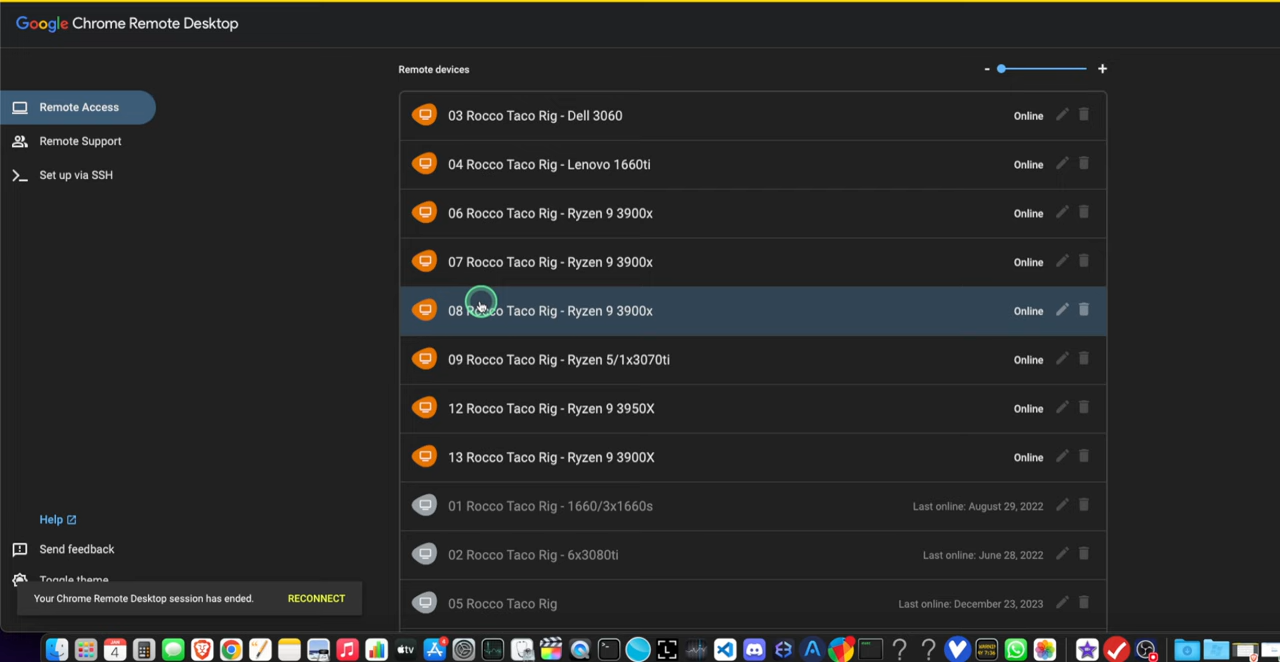 Google Chrome Remote Desktop
Remote devices
- +
Remote Access
Remote Support
Set up via SSH
03 Rocco Taco Rig - Dell 3060 Online
04 Rocco Taco Rig - Lenovo 1660ti Online
06 Rocco Taco Rig - Ryzen 9 3900x Online
07 Rocco Taco Rig - Ryzen 9 3900x Online
08 Rocco Taco Rig - Ryzen 9 3900x Online
09 Rocco Taco Rig - Ryzen 5/1x3070ti Online
12 Rocco Taco Rig - Ryzen 9 3950X Online
13 Rocco Taco Rig - Ryzen 9 3900X Online
01 Rocco Taco Rig - 1660/3x1660s Last online: August 29, 2022
02 Rocco Taco Rig - 6x3080ti Last online: June 28, 2022
05 Rocco Taco Rig Last online: December 23, 2023
Help
Send feedback
Toggle theme
Your Chrome Remote Desktop session has ended. RECONNECT
JAN
4
tv